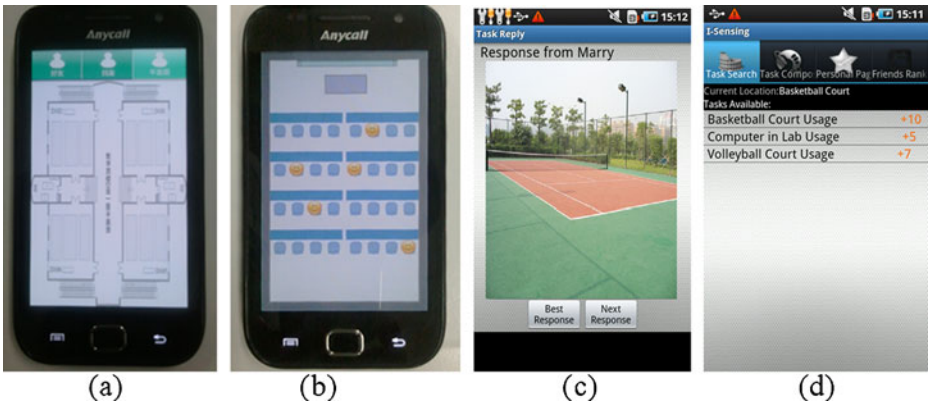 Anycall
Anycall
15:12
Task Reply
Response from Marry
Best
Response
Next
Response
15:11
I-Sensing
Task Search
Task Compo
Personal Pag
Friends Rank
Current Location:Basketball Court
Tasks Available:
Basketball Court Usage +10
Computer in Lab Usage +5
Volleyball Court Usage +7
(a) (b) (c) (d)